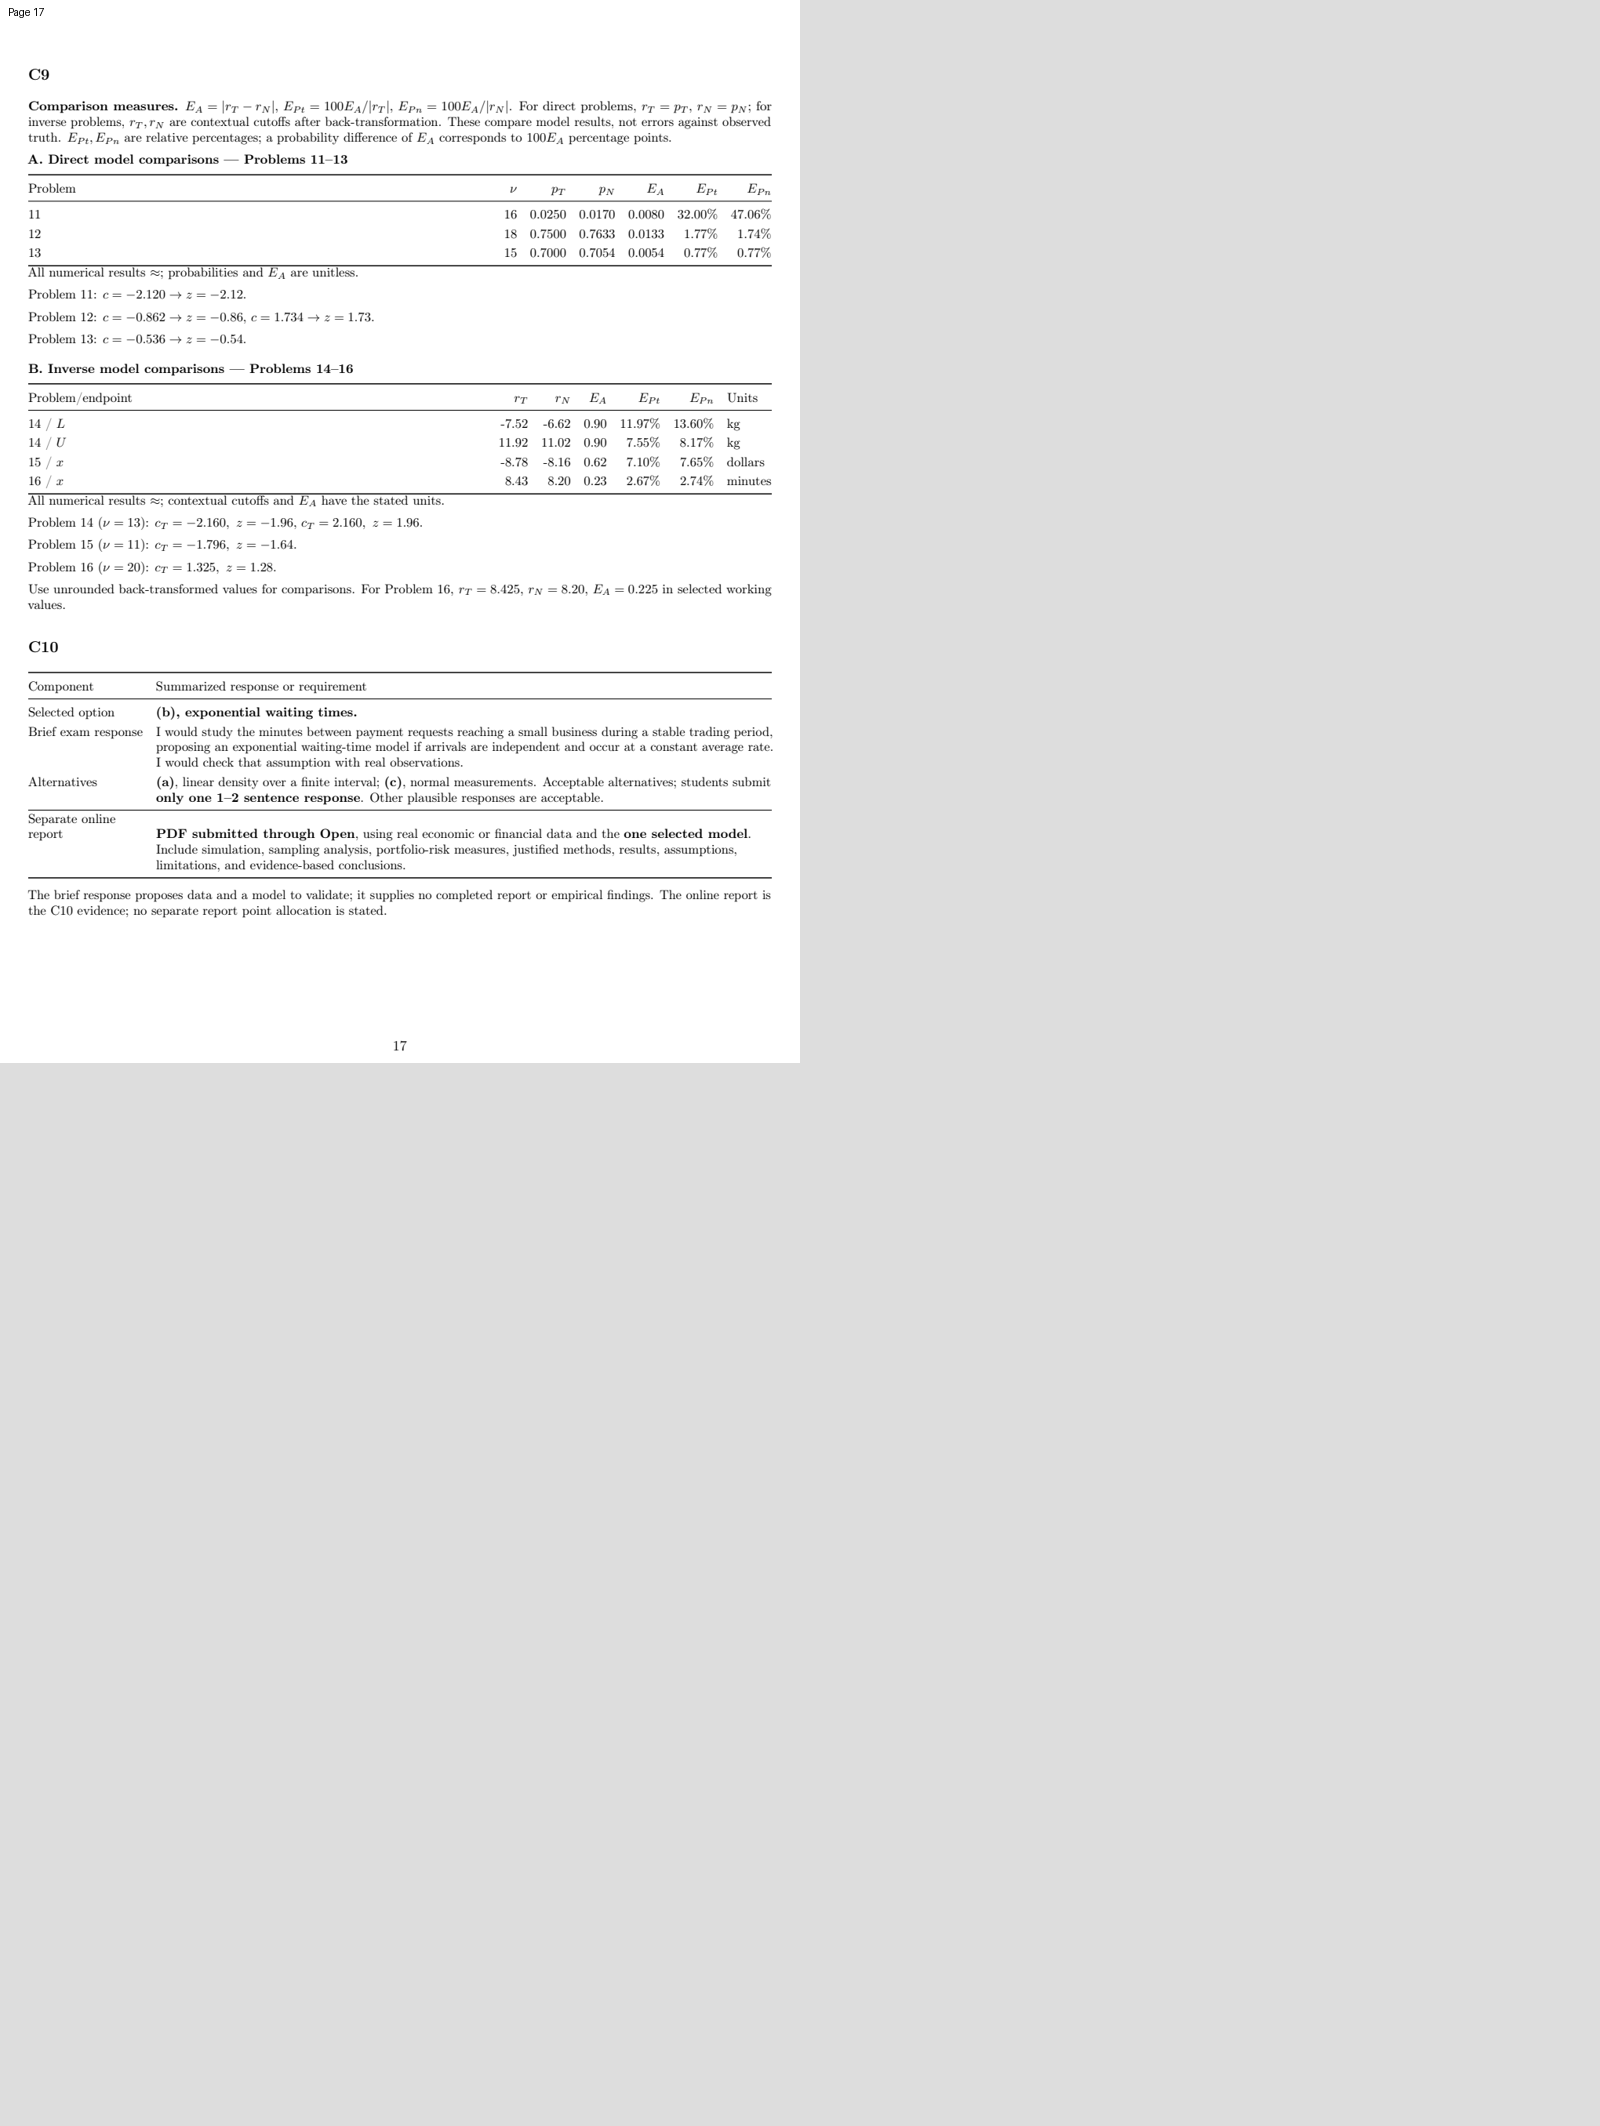 Page 17
C9
Comparison measures. E_A = |r_T − r_N|, E_Pt = 100E_A/|r_T|, E_Pn = 100E_A/|r_N|. For direct problems, r_T = p_T, r_N = p_N; for
inverse problems, r_T, r_N are contextual cutoffs after back-transformation. These compare model results, not errors against observed
truth. E_Pt, E_Pn are relative percentages; a probability difference of E_A corresponds to 100E_A percentage points.
A. Direct model comparisons — Problems 11–13
Problem ν p_T p_N E_A E_Pt E_Pn
11 16 0.0250 0.0170 0.0080 32.00% 47.06%
12 18 0.7500 0.7633 0.0133 1.77% 1.74%
13 15 0.7000 0.7054 0.0054 0.77% 0.77%
All numerical results ≈; probabilities and E_A are unitless.
Problem 11: c = −2.120 → z = −2.12.
Problem 12: c = −0.862 → z = −0.86, c = 1.734 → z = 1.73.
Problem 13: c = −0.536 → z = −0.54.
B. Inverse model comparisons — Problems 14–16
Problem/endpoint r_T r_N E_A E_Pt E_Pn Units
14 / L -7.52 -6.62 0.90 11.97% 13.60% kg
14 / U 11.92 11.02 0.90 7.55% 8.17% kg
15 / x -8.78 -8.16 0.62 7.10% 7.65% dollars
16 / x 8.43 8.20 0.23 2.67% 2.74% minutes
All numerical results ≈; contextual cutoffs and E_A have the stated units.
Problem 14 (ν = 13): c_T = −2.160, z = −1.96, c_T = 2.160, z = 1.96.
Problem 15 (ν = 11): c_T = −1.796, z = −1.64.
Problem 16 (ν = 20): c_T = 1.325, z = 1.28.
Use unrounded back-transformed values for comparisons. For Problem 16, r_T = 8.425, r_N = 8.20, E_A = 0.225 in selected working
values.
C10
Component Summarized response or requirement
Selected option (b), exponential waiting times.
Brief exam response I would study the minutes between payment requests reaching a small business during a stable trading period,
proposing an exponential waiting-time model if arrivals are independent and occur at a constant average rate.
I would check that assumption with real observations.
Alternatives (a), linear density over a finite interval; (c), normal measurements. Acceptable alternatives; students submit
only one 1–2 sentence response. Other plausible responses are acceptable.
Separate online
report PDF submitted through Open, using real economic or financial data and the one selected model.
Include simulation, sampling analysis, portfolio-risk measures, justified methods, results, assumptions,
limitations, and evidence-based conclusions.
The brief response proposes data and a model to validate; it supplies no completed report or empirical findings. The online report is
the C10 evidence; no separate report point allocation is stated.
17